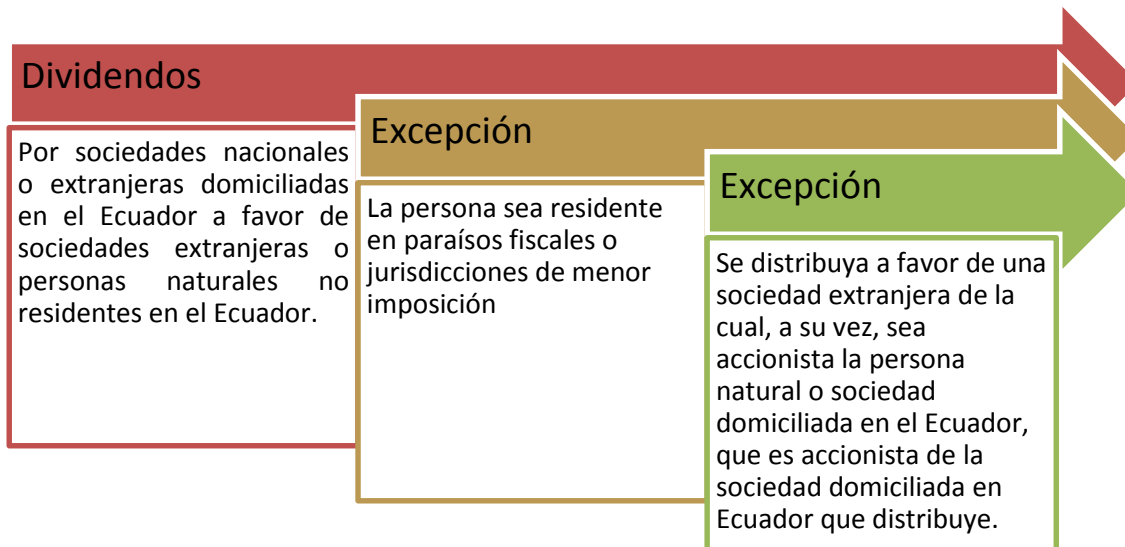 Dividendos
Por sociedades nacionales
o extranjeras domiciliadas
en el Ecuador a favor de
sociedades extranjeras o
personas naturales no
residentes en el Ecuador.
Excepción
La persona sea residente
en paraísos fiscales o
jurisdicciones de menor
imposición
Excepción
Se distribuya a favor de una
sociedad extranjera de la
cual, a su vez, sea
accionista la persona
natural o sociedad
domiciliada en el Ecuador,
que es accionista de la
sociedad domiciliada en
Ecuador que distribuye.